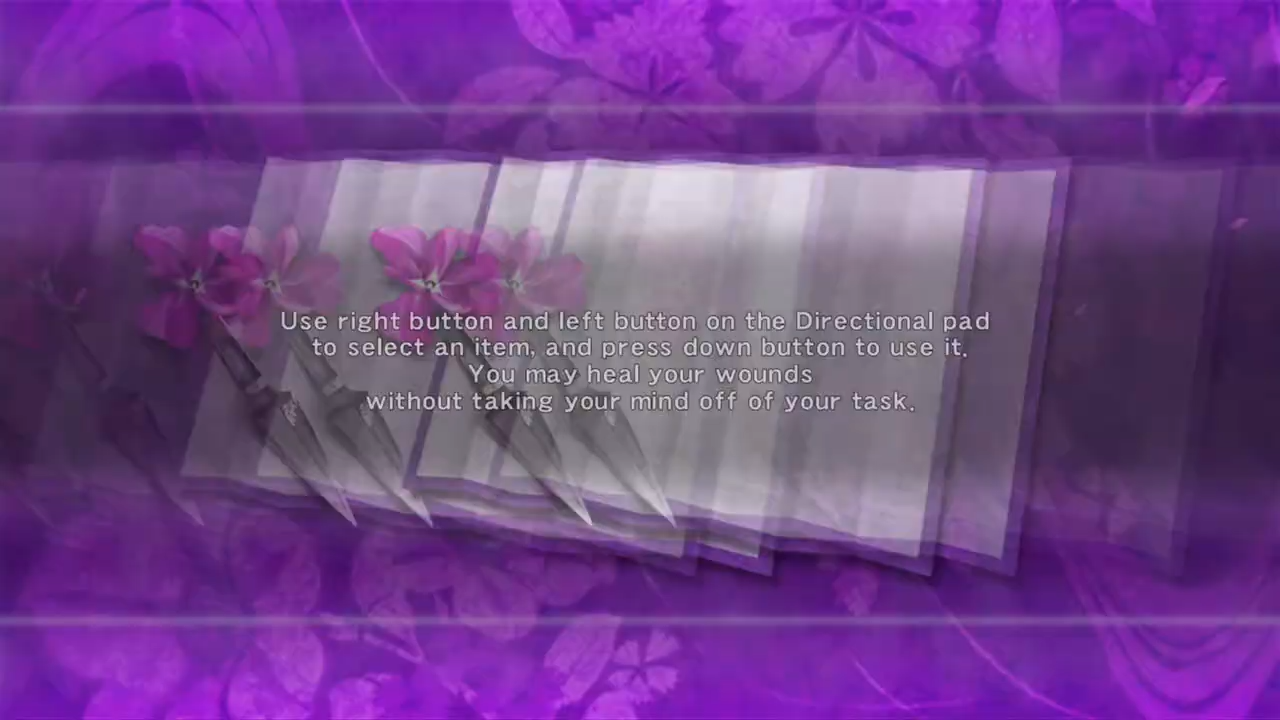 Use right button and left button on the Directional pad
to select an item, and press down button to use it.
You may heal your wounds
without taking your mind off of your task.